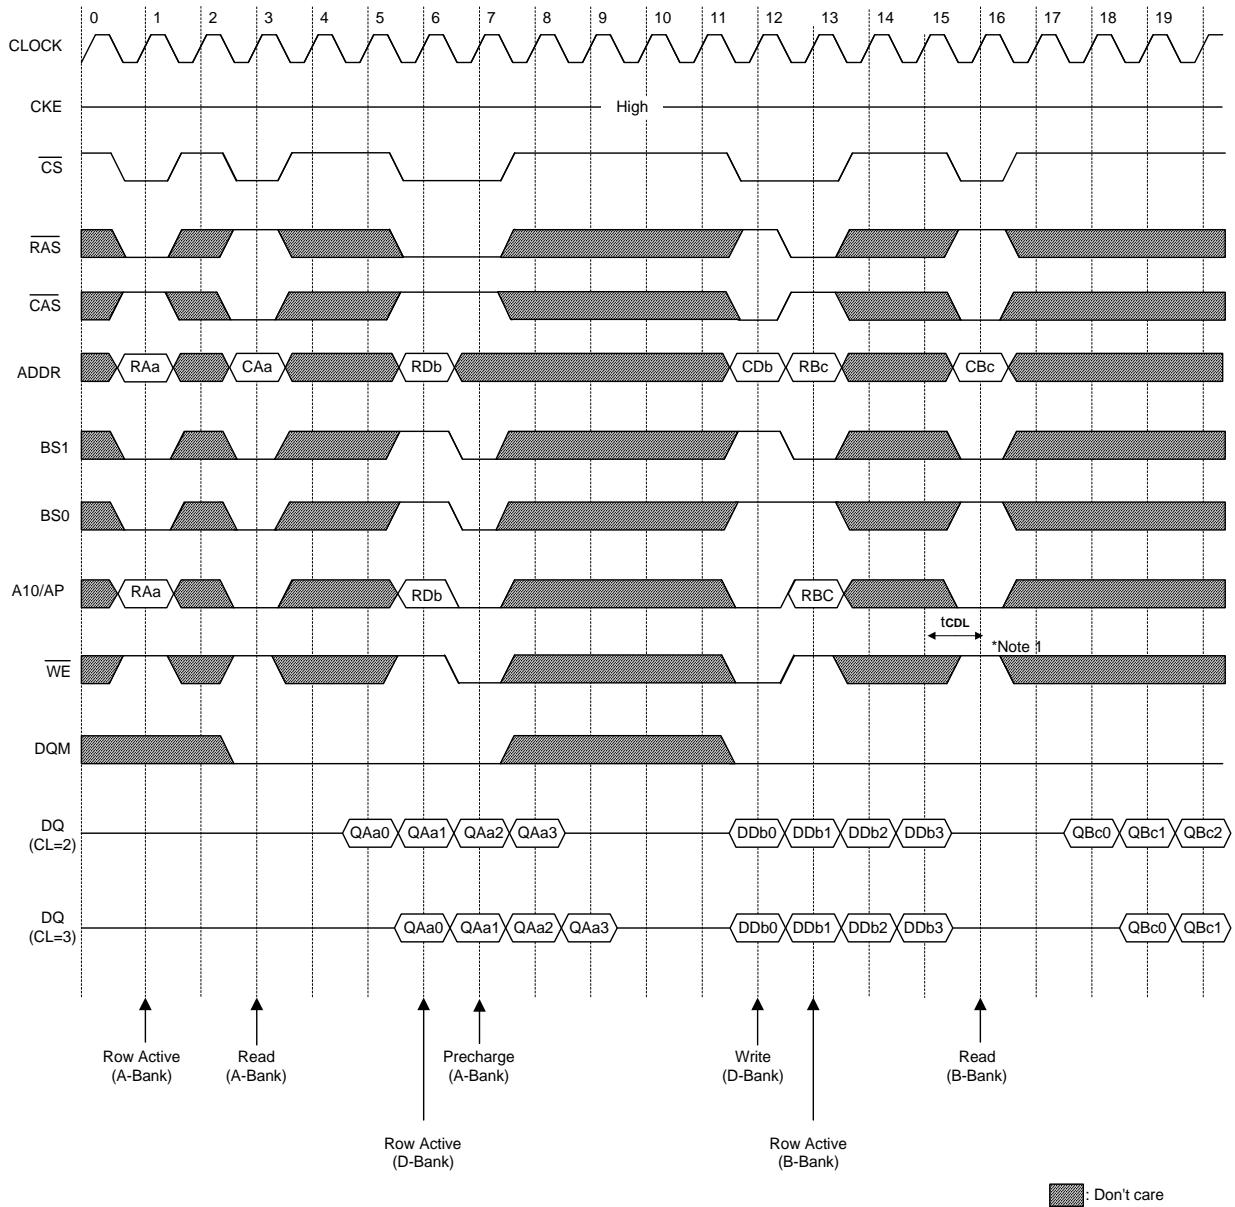 0 1 2 3 4 5 6 7 8 9 10 11 12 13 14 15 16 17 18 19
CLOCK
CKE High
CS
RAS
CAS
ADDR RAa CAa RDb CDb RBc CBc
BS1
BS0
A10/AP RAa RDb RBC
tCDL
*Note 1
WE
DQM
DQ
(CL=2)
QAa0 QAa1 QAa2 QAa3 DDb0 DDb1 DDb2 DDb3 QBc0 QBc1 QBc2
DQ
(CL=3)
QAa0 QAa1 QAa2 QAa3 DDb0 DDb1 DDb2 DDb3 QBc0 QBc1
Row Active
(A-Bank)
Read
(A-Bank)
Precharge
(A-Bank)
Write
(D-Bank)
Read
(B-Bank)
Row Active
(D-Bank)
Row Active
(B-Bank)
: Don't care